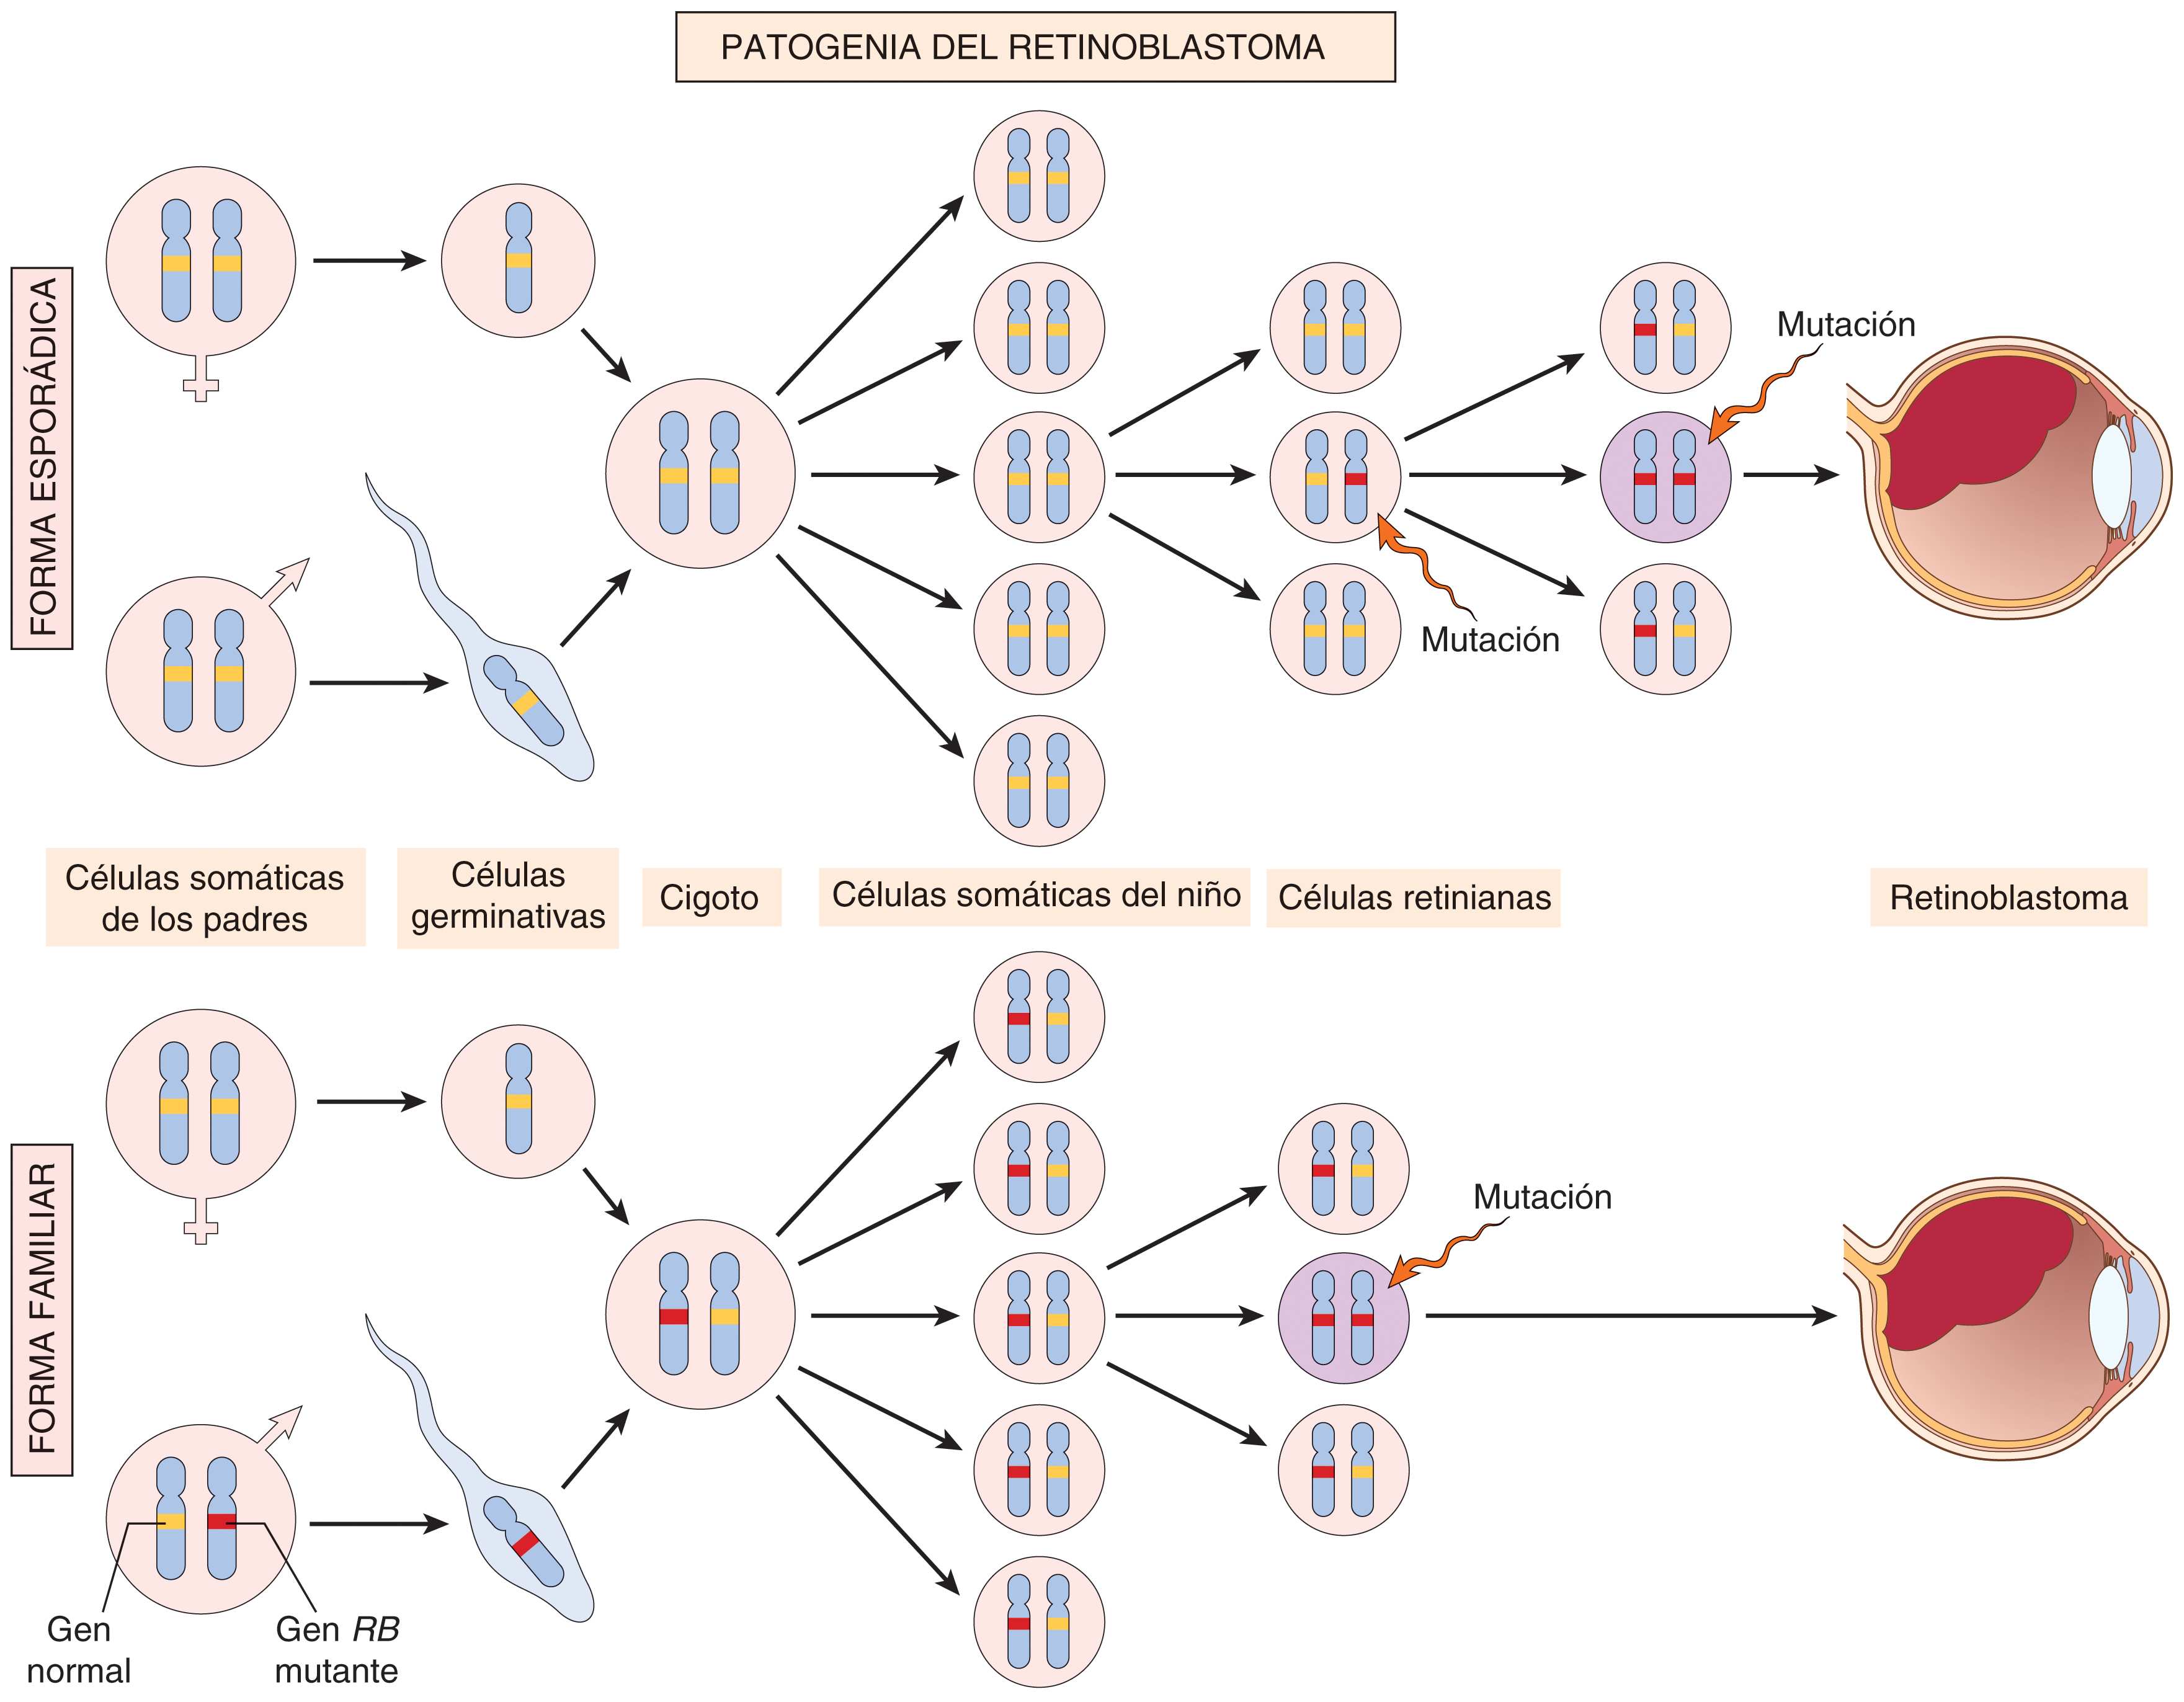 PATOGENIA DEL RETINOBLASTOMA
FORMA ESPORÁDICA
Mutación
Mutación
Células somáticas
de los padres
Células
germinativas
Cigoto
Células somáticas del niño
Células retinianas
Retinoblastoma
FORMA FAMILIAR
Mutación
Gen
normal
Gen RB
mutante